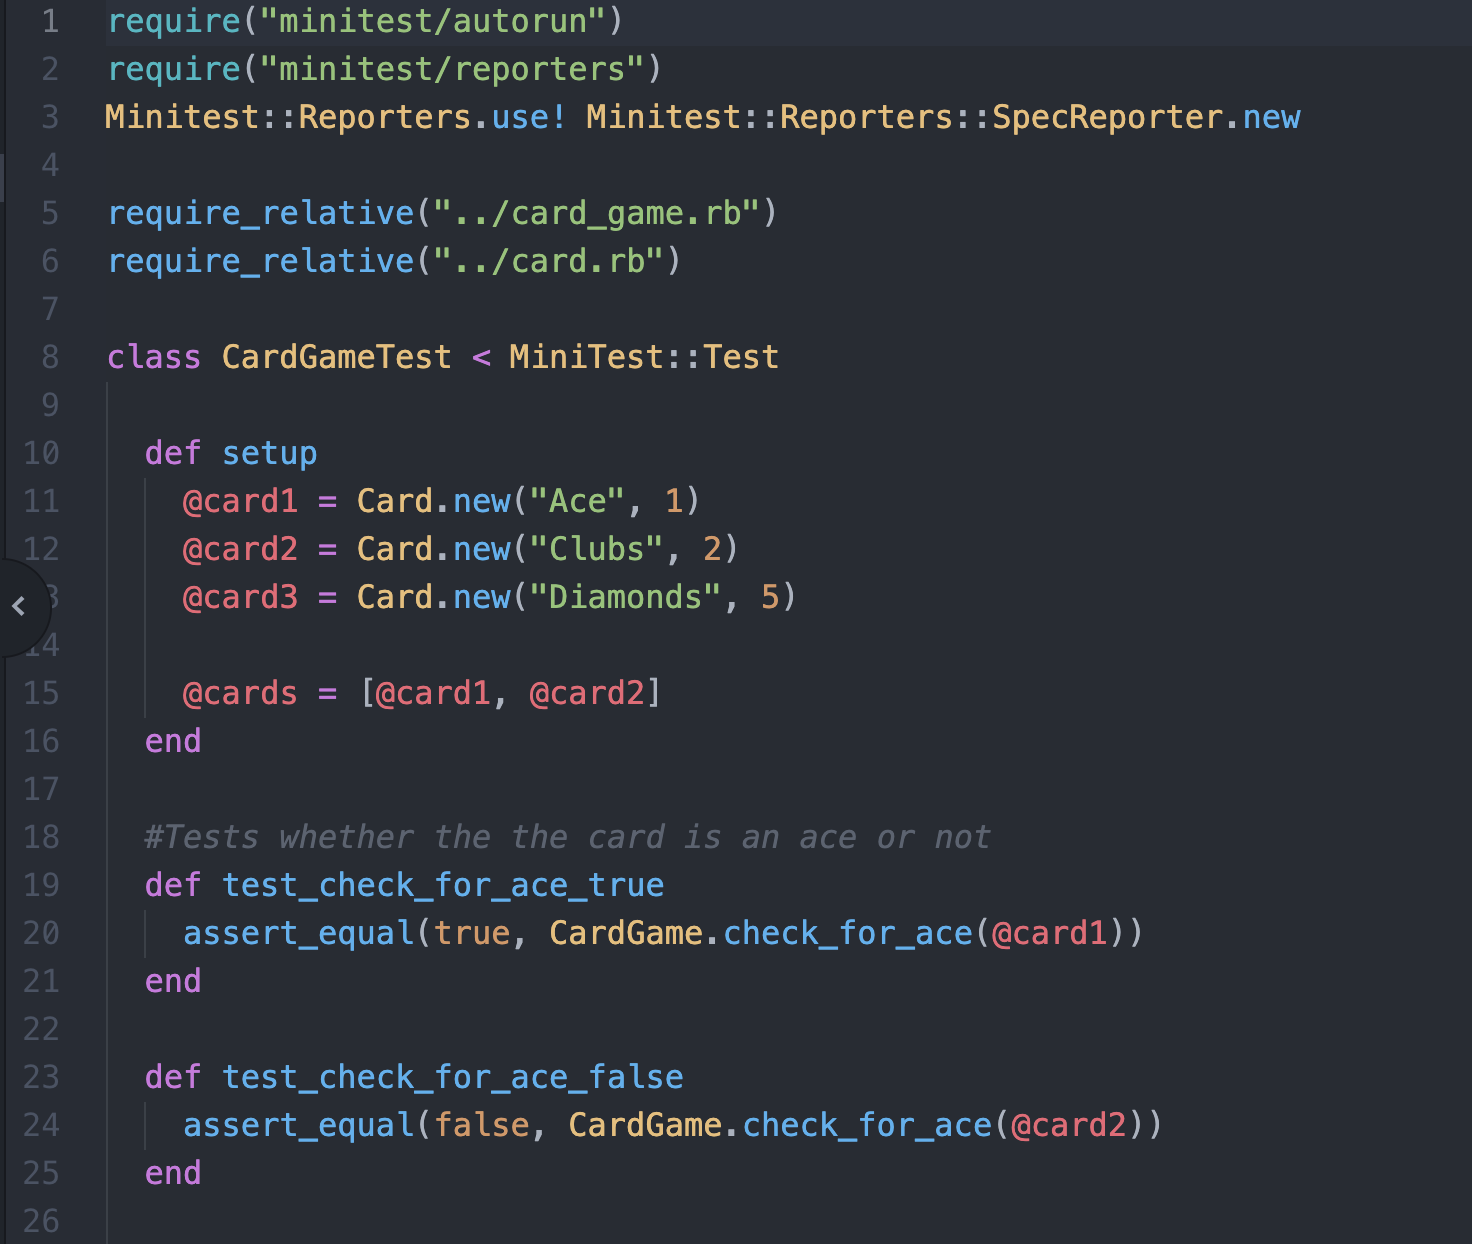 1 require("minitest/autorun")
2 require("minitest/reporters")
3 Minitest::Reporters.use! Minitest::Reporters::SpecReporter.new
4
5 require_relative("../card_game.rb")
6 require_relative("../card.rb")
7
8 class CardGameTest < MiniTest::Test
9
10 def setup
11 @card1 = Card.new("Ace", 1)
12 @card2 = Card.new("Clubs", 2)
3 @card3 = Card.new("Diamonds", 5)
14
15 @cards = [@card1, @card2]
16 end
17
18 #Tests whether the the card is an ace or not
19 def test_check_for_ace_true
20 assert_equal(true, CardGame.check_for_ace(@card1))
21 end
22
23 def test_check_for_ace_false
24 assert_equal(false, CardGame.check_for_ace(@card2))
25 end
26